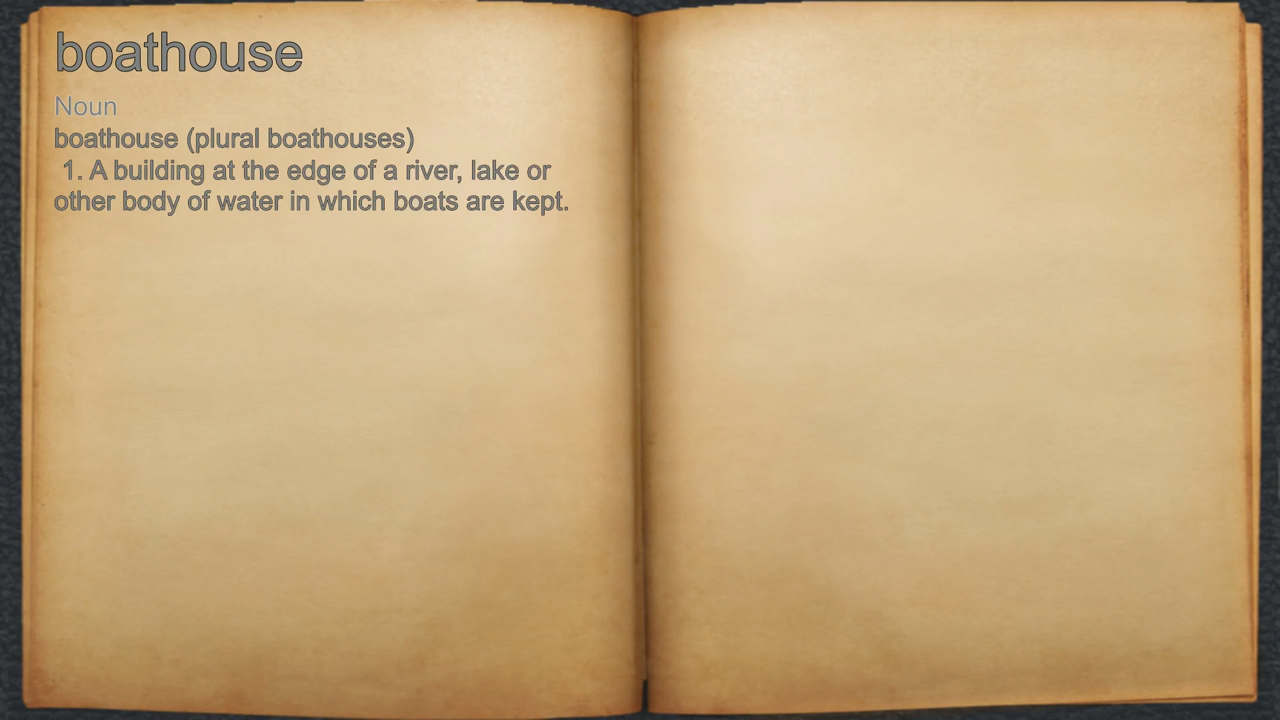 boathouse
Noun
boathouse (plural boathouses)
1. A building at the edge of a river, lake or
other body of water in which boats are kept.